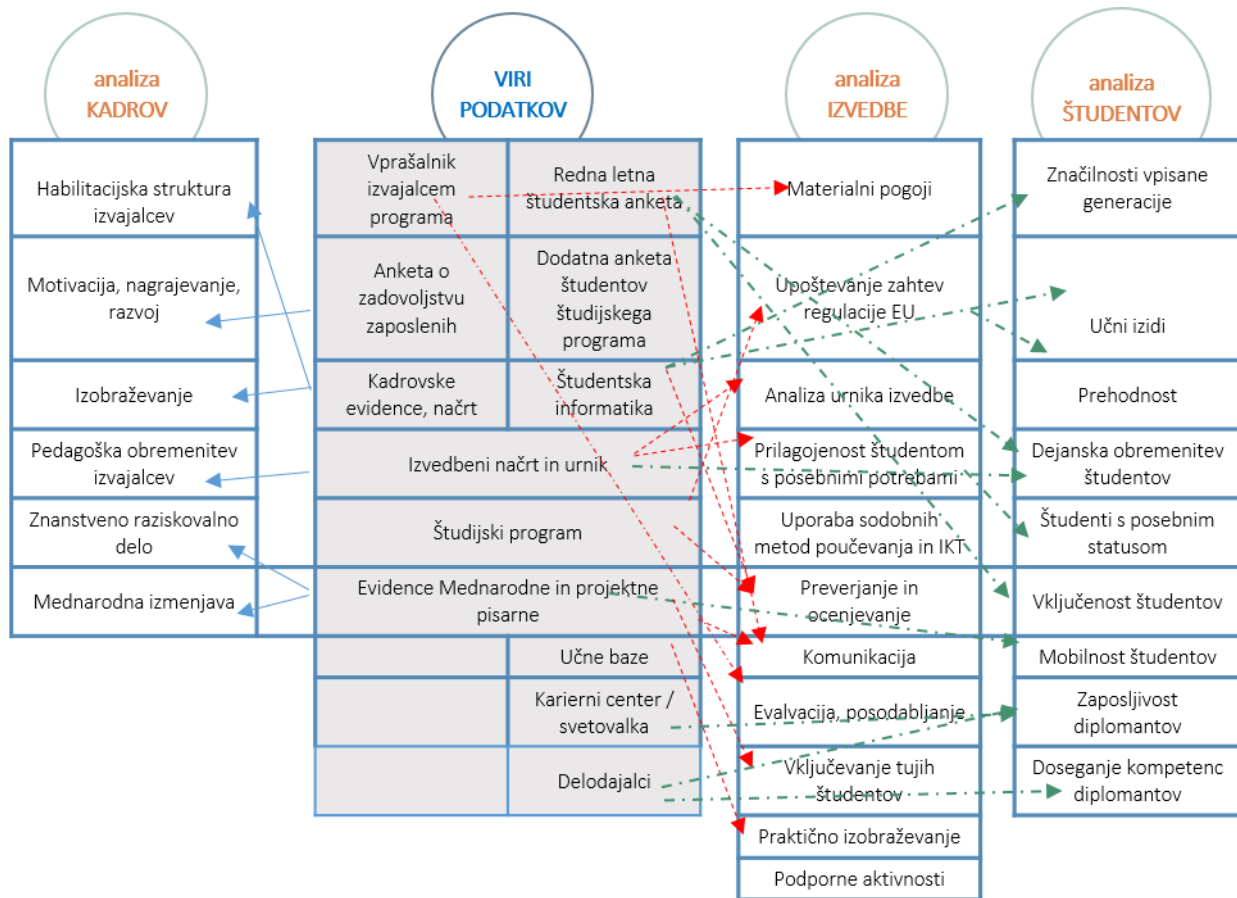 analiza
KADROV
VIRI
PODATKOV
analiza
IZVEDBE
analiza
ŠTUDENTOV
Habilitacijska struktura
izvajalcev
Motivacija, nagrajevanje,
razvoj
Izobraževanje
Pedagoška obremenitev
izvajalcev
Znanstveno raziskovalno
delo
Mednarodna izmenjava
Vprašalnik
izvajalcem
programa
Redna letna
študentska anketa
Anketa o
zadovoljstvu
zaposlenih
Dodatna anketa
študentov
študijskega
programa
Kadrovske
evidence, načrt
Študentska
informatika
Izvedbeni načrt in urnik
Študijski program
Evidence Mednarodne in projektne
pisarne
Učne baze
Karierni center /
svetovalka
Delodajalci
Materialni pogoji
Upoštevanje zahtev
regulacije EU
Analiza urnika izvedbe
Prilagojenost študentom
s posebnimi potrebami
Uporaba sodobnih
metod poučevanja in IKT
Preverjanje in
ocenjevanje
Komunikacija
Evalvacija, posodabljanje
Vključevanje tujih
študentov
Praktično izobraževanje
Podporne aktivnosti
Značilnosti vpisane
generacije
Učni izidi
Prehodnost
Dejanska obremenitev
študentov
Študenti s posebnim
statusom
Vključenost študentov
Mobilnost študentov
Zaposljivost
diplomantov
Doseganje kompetenc
diplomantov